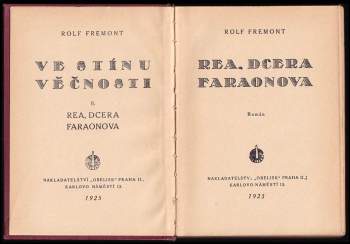 ROLF FREMONT
VE STÍNU
VĚČNOSTI
II.
REA, DCERA
FARAONOVA
NAKLADATELSTVÍ „OBELISK" PRAHA II.,
KARLOVO NÁMĚSTÍ 13.
1925
ROLF FREMONT
REA, DCERA
FARAONOVA
Román
NAKLADATELSTVÍ „OBELISK" PRAHA II.,
KARLOVO NÁMĚSTÍ 13.
1925